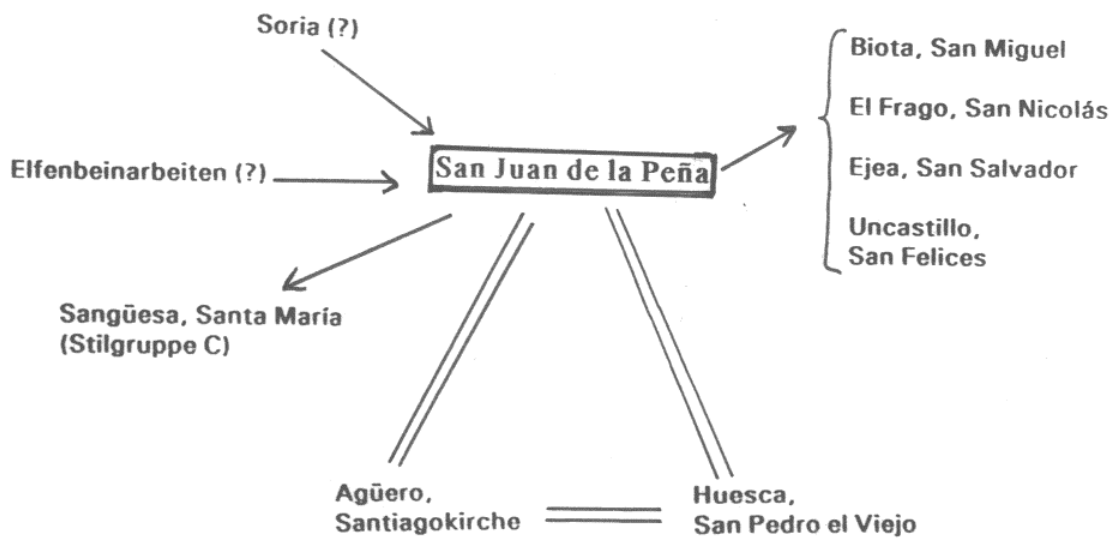 Soria (?)
Biota, San Miguel
El Frago, San Nicolás
Elfenbeinarbeiten (?)
San Juan de la Peña
Ejea, San Salvador
Uncastillo,
San Felices
Sangüesa, Santa María
(Stilgruppe C)
Agüero,
Santiagokirche
Huesca,
San Pedro el Viejo